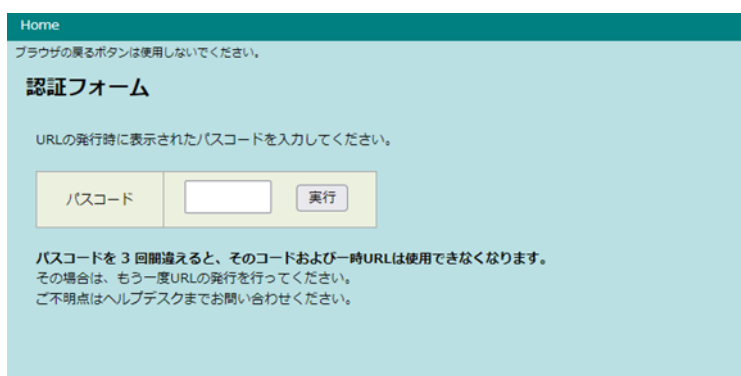 Home
ブラウザの戻るボタンは使用しないでください。
認証フォーム
URLの発行時に表示されたパスコードを入力してください。
パスコード 実行
パスコードを 3 回間違えると、そのコードおよび一時URLは使用できなくなります。
その場合は、もう一度URLの発行を行ってください。
ご不明点はヘルプデスクまでお問い合わせください。